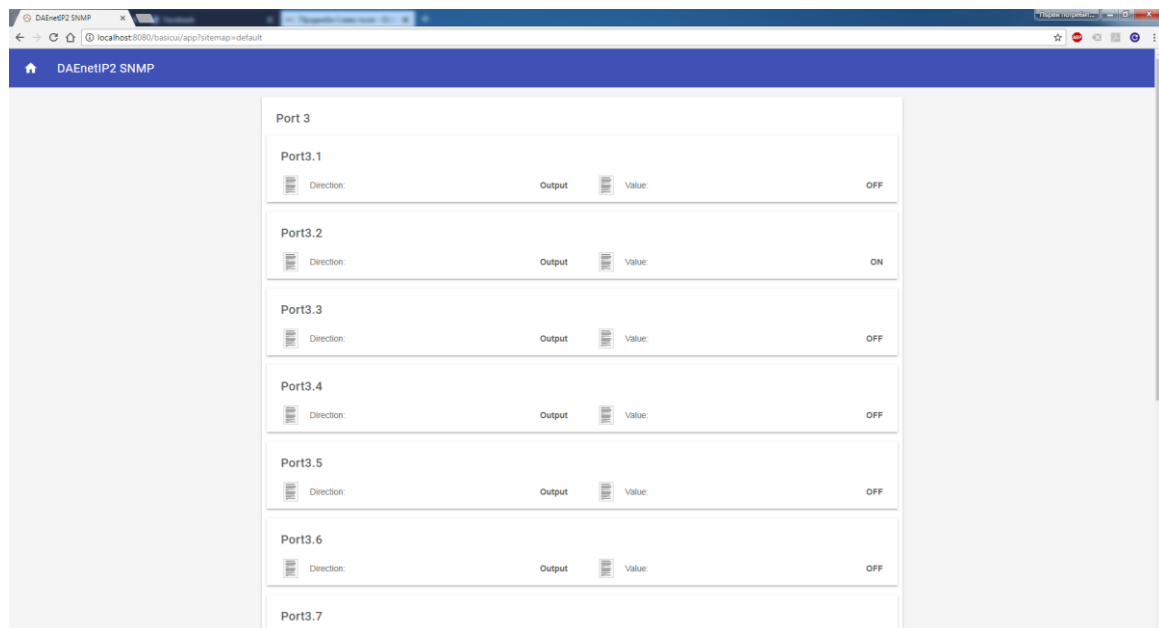 DAEnetIP2 SNMP
localhost:8080/basicui/app?sitemap=default
DAEnetIP2 SNMP
Port 3
Port3.1
Direction: Output Value: OFF
Port3.2
Direction: Output Value: ON
Port3.3
Direction: Output Value: OFF
Port3.4
Direction: Output Value: OFF
Port3.5
Direction: Output Value: OFF
Port3.6
Direction: Output Value: OFF
Port3.7